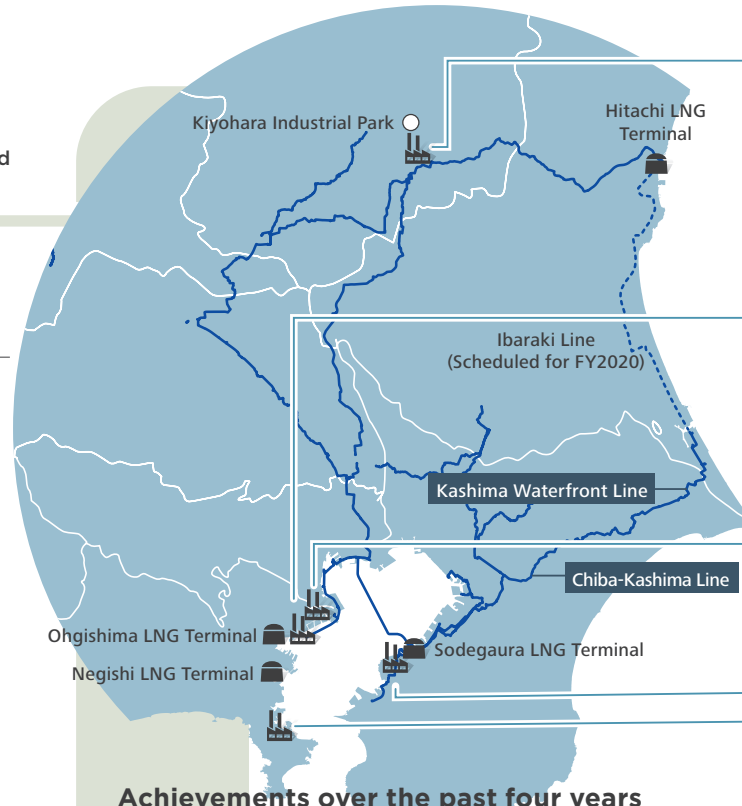 d
Kiyohara Industrial Park
Hitachi LNG
Terminal
Ibaraki Line
(Scheduled for FY2020)
Kashima Waterfront Line
Chiba-Kashima Line
Ohgishima LNG Terminal
Sodegaura LNG Terminal
Negishi LNG Terminal
Achievements over the past four years